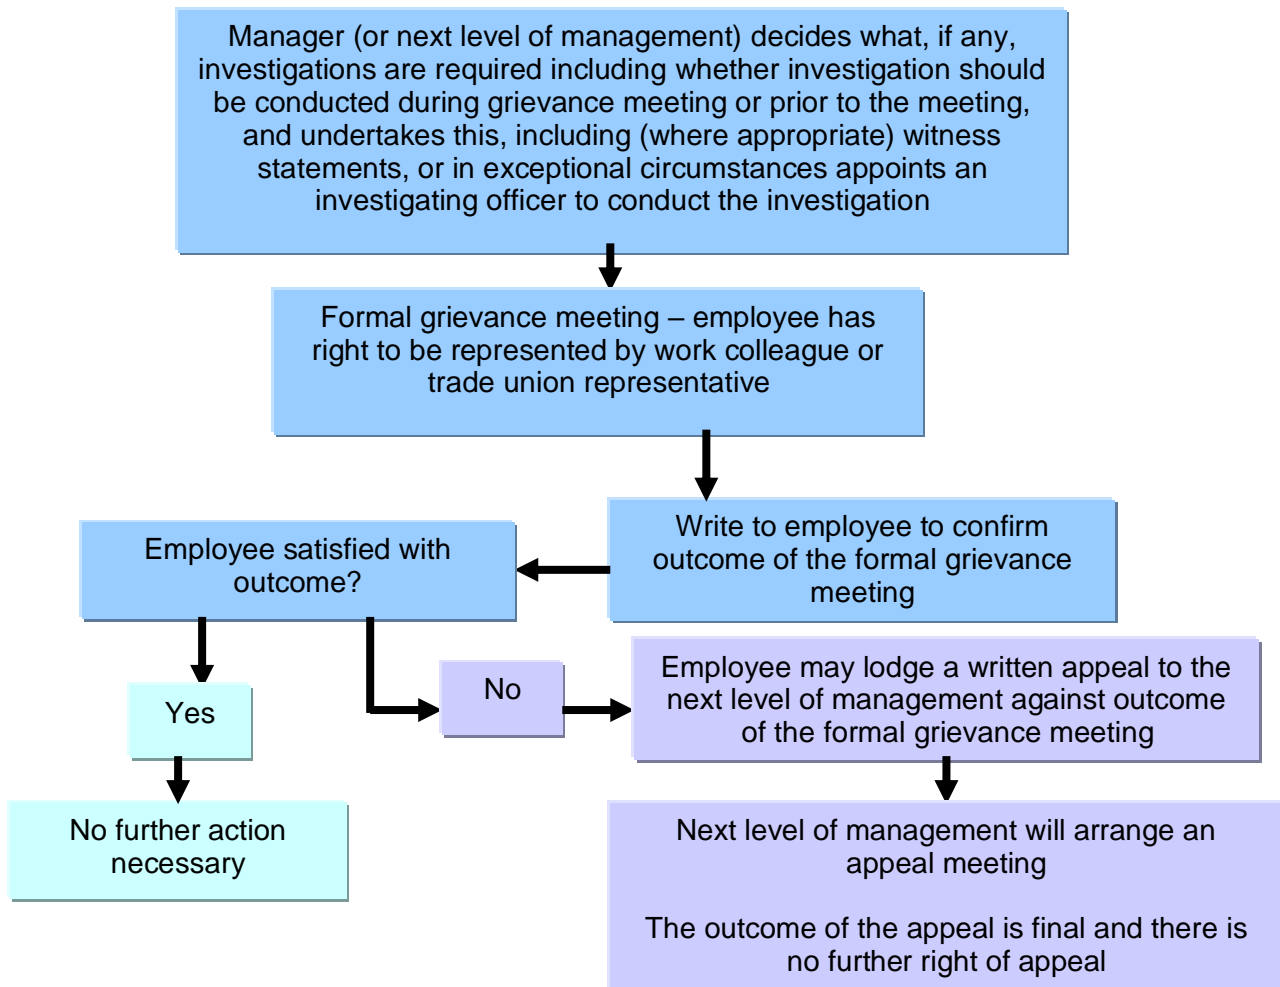 Manager (or next level of management) decides what, if any,
investigations are required including whether investigation should
be conducted during grievance meeting or prior to the meeting,
and undertakes this, including (where appropriate) witness
statements, or in exceptional circumstances appoints an
investigating officer to conduct the investigation
Formal grievance meeting – employee has
right to be represented by work colleague or
trade union representative
Write to employee to confirm
outcome of the formal grievance
meeting
Employee satisfied with
outcome?
Yes
No
Employee may lodge a written appeal to the
next level of management against outcome
of the formal grievance meeting
No further action
necessary
Next level of management will arrange an
appeal meeting
The outcome of the appeal is final and there is
no further right of appeal